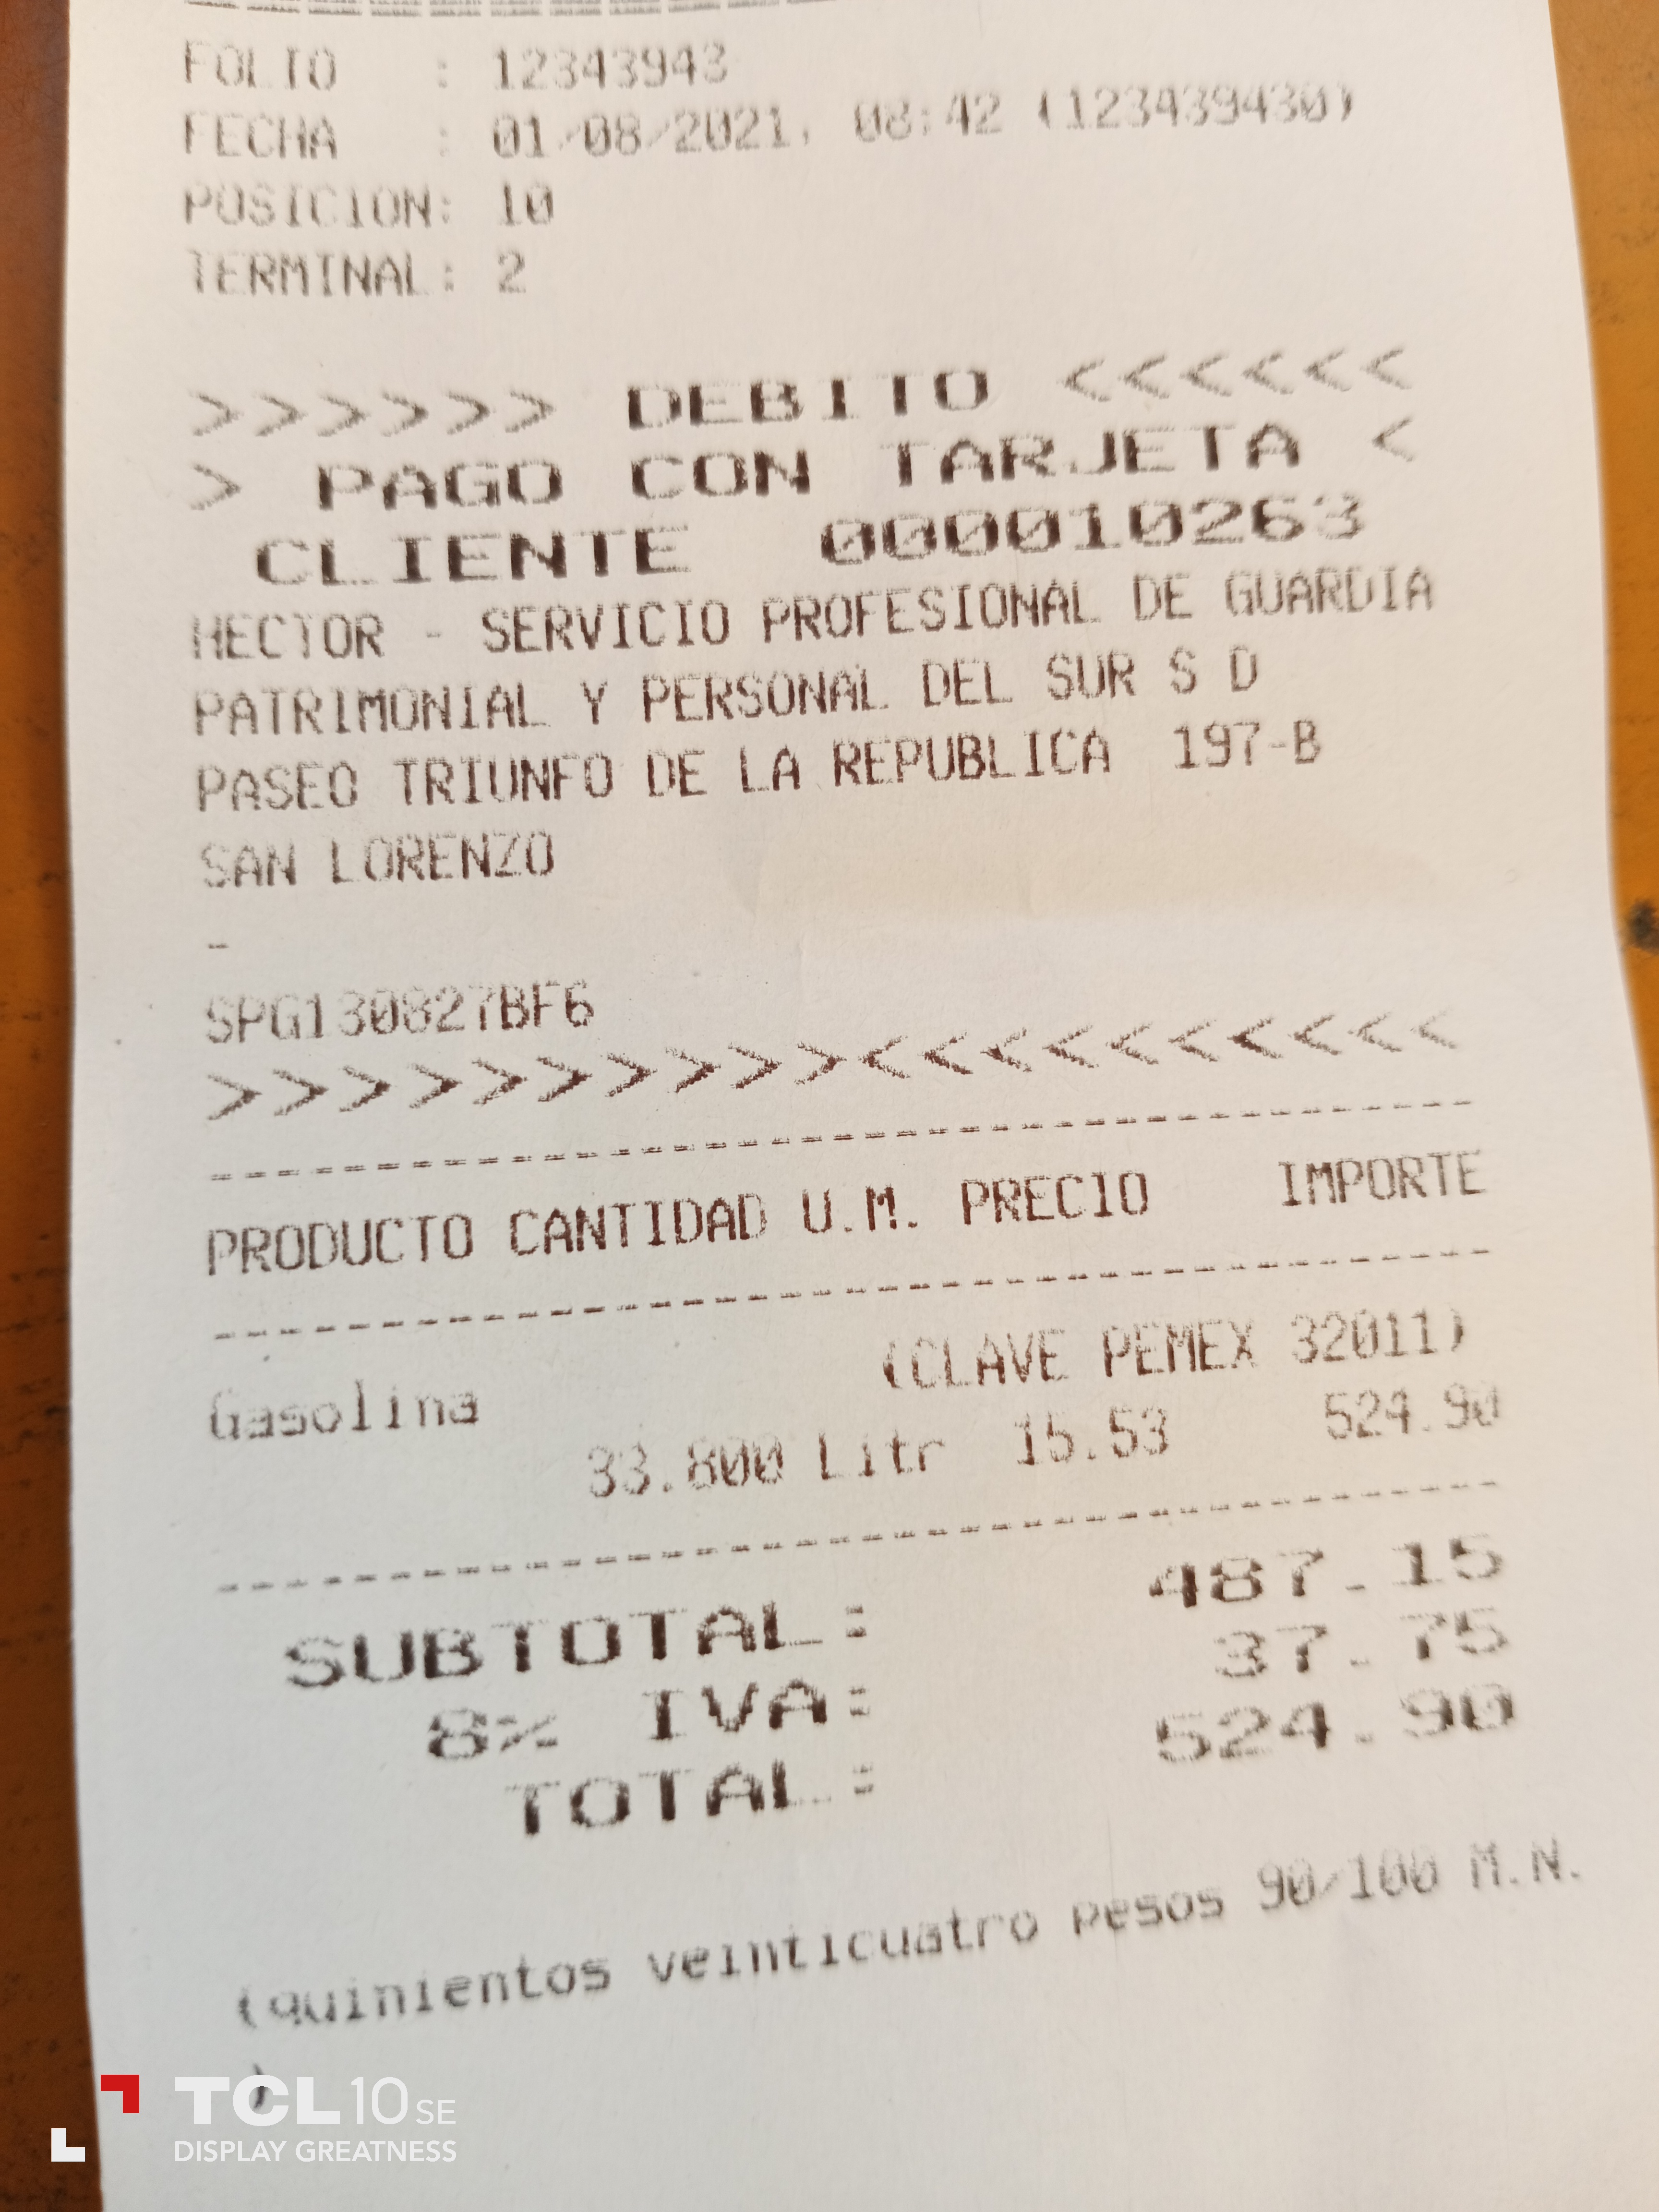 FOLIO : 12343943
FECHA : 01/08/2021, 08:42 (123439430)
POSICION: 10
TERMINAL: 2
>>>>>> DEBITO <<<<<<
> PAGO CON TARJETA <
CLIENTE 000010263
HECTOR - SERVICIO PROFESIONAL DE GUARDIA
PATRIMONIAL Y PERSONAL DEL SUR S D
PASEO TRIUNFO DE LA REPUBLICA 197-B
SAN LORENZO
-
SPG130827BF6
>>>>>>>>>><<<<<<<<<<
----------------------------------------
PRODUCTO CANTIDAD U.M. PRECIO IMPORTE
----------------------------------------
(CLAVE PEMEX 32011)
Gasolina
33.800 Litr 15.53 524.90
----------------------------------------
SUBTOTAL: 487.15
8% IVA: 37.75
TOTAL: 524.90
(quinientos veinticuatro pesos 90/100 M.N.
)
TCL 10 SE
DISPLAY GREATNESS